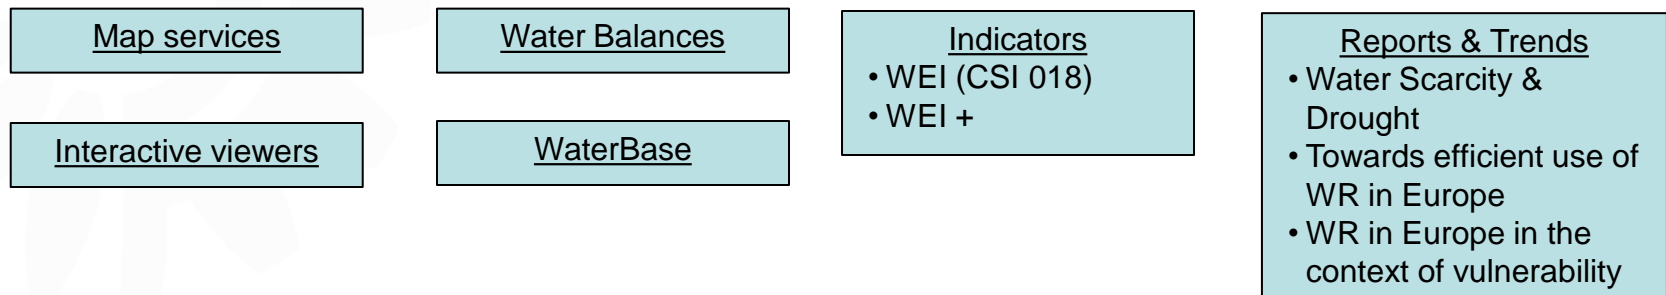 Map services
Interactive viewers
Water Balances
WaterBase
Indicators
• WEI (CSI 018)
• WEI +
Reports & Trends
• Water Scarcity &
Drought
• Towards efficient use of
WR in Europe
• WR in Europe in the
context of vulnerability